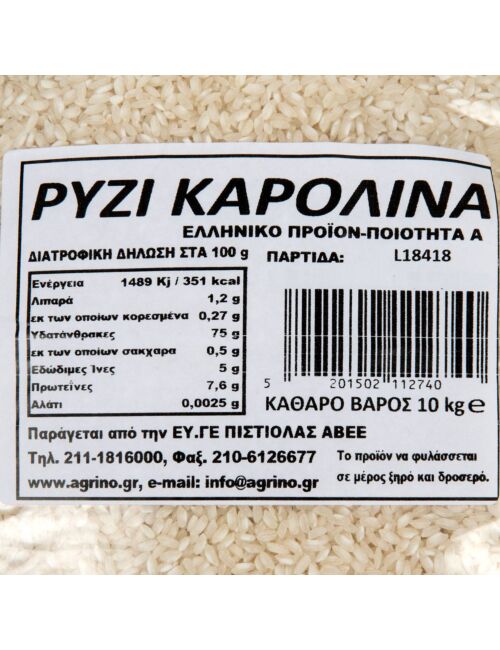 ΡΥΖΙ ΚΑΡΟΛΙΝΑ
ΕΛΛΗΝΙΚΟ ΠΡΟΪΟΝ-ΠΟΙΟΤΗΤΑ Α
ΔΙΑΤΡΟΦΙΚΗ ΔΗΛΩΣΗ ΣΤΑ 100 g
ΠΑΡΤΙΔΑ: L18418
Ενέργεια 1489 Kj / 351 kcal
Λιπαρά 1,2 g
εκ των οποίων κορεσμένα 0,27 g
Υδατάνθρακες 75 g
εκ των οποίων σακχαρα 0,5 g
Εδώδιμες Ίνες 5 g
Πρωτεΐνες 7,6 g
Αλάτι 0,0025 g
5 201502 112740
ΚΑΘΑΡΟ ΒΑΡΟΣ 10 kg e
Παράγεται από την ΕΥ.ΓΕ ΠΙΣΤΙΟΛΑΣ ΑΒΕΕ
Τηλ. 211-1816000, Φαξ. 210-6126677
www.agrino.gr, e-mail: info@agrino.gr
Το προϊόν να φυλάσσεται
σε μέρος ξηρό και δροσερό.